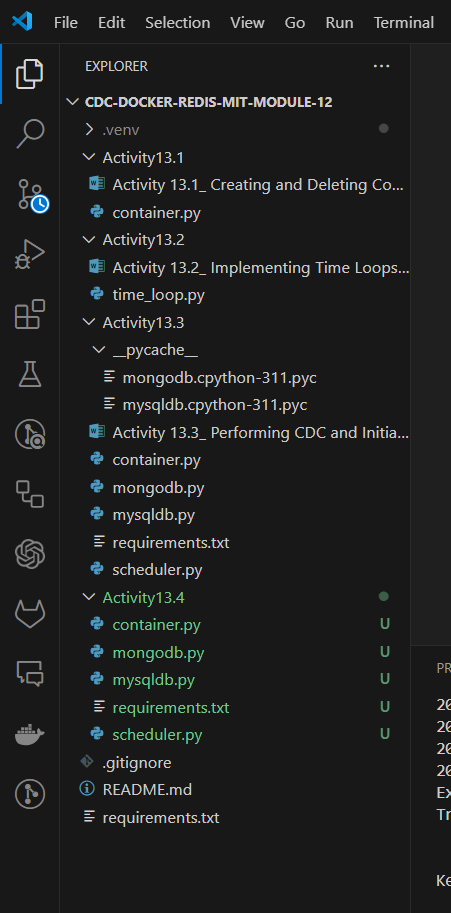 File Edit Selection View Go Run Terminal
EXPLORER ...
CDC-DOCKER-REDIS-MIT-MODULE-12
.venv
Activity13.1
Activity 13.1_ Creating and Deleting Co...
container.py
Activity13.2
Activity 13.2_ Implementing Time Loops...
time_loop.py
Activity13.3
__pycache__
mongodb.cpython-311.pyc
mysqldb.cpython-311.pyc
Activity 13.3_ Performing CDC and Initia...
container.py
mongodb.py
mysqldb.py
requirements.txt
scheduler.py
Activity13.4
container.py U
mongodb.py U
mysqldb.py U
requirements.txt U
scheduler.py U
.gitignore
README.md
requirements.txt
PR
20
20
20
20
Ex
Tr
Ke